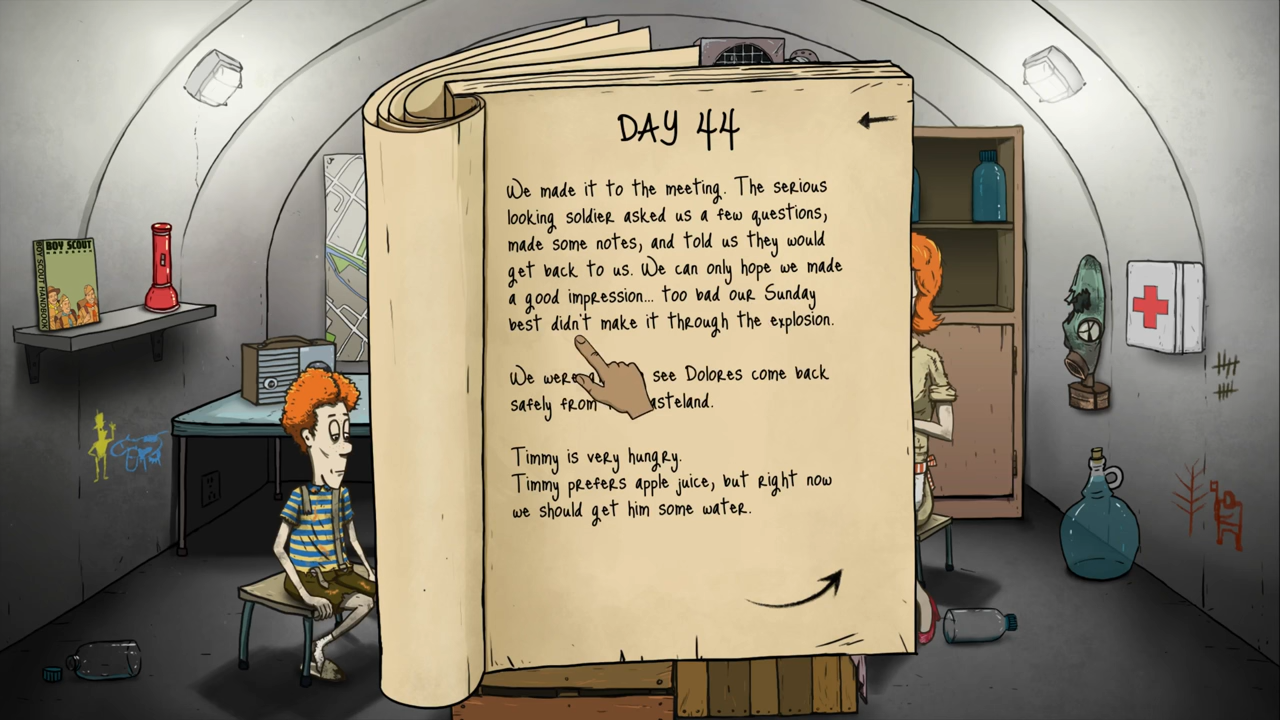 DAY 44
We made it to the meeting. The serious
looking soldier asked us a few questions,
made some notes, and told us they would
get back to us. We can only hope we made
a good impression... too bad our Sunday
best didn't make it through the explosion.
We were see Dolores come back
safely from
Timmy is very hungry.
Timmy prefers apple juice, but right now
we should get him some water.
BOY SCOUT
BOY SCOUT HANDBOOK